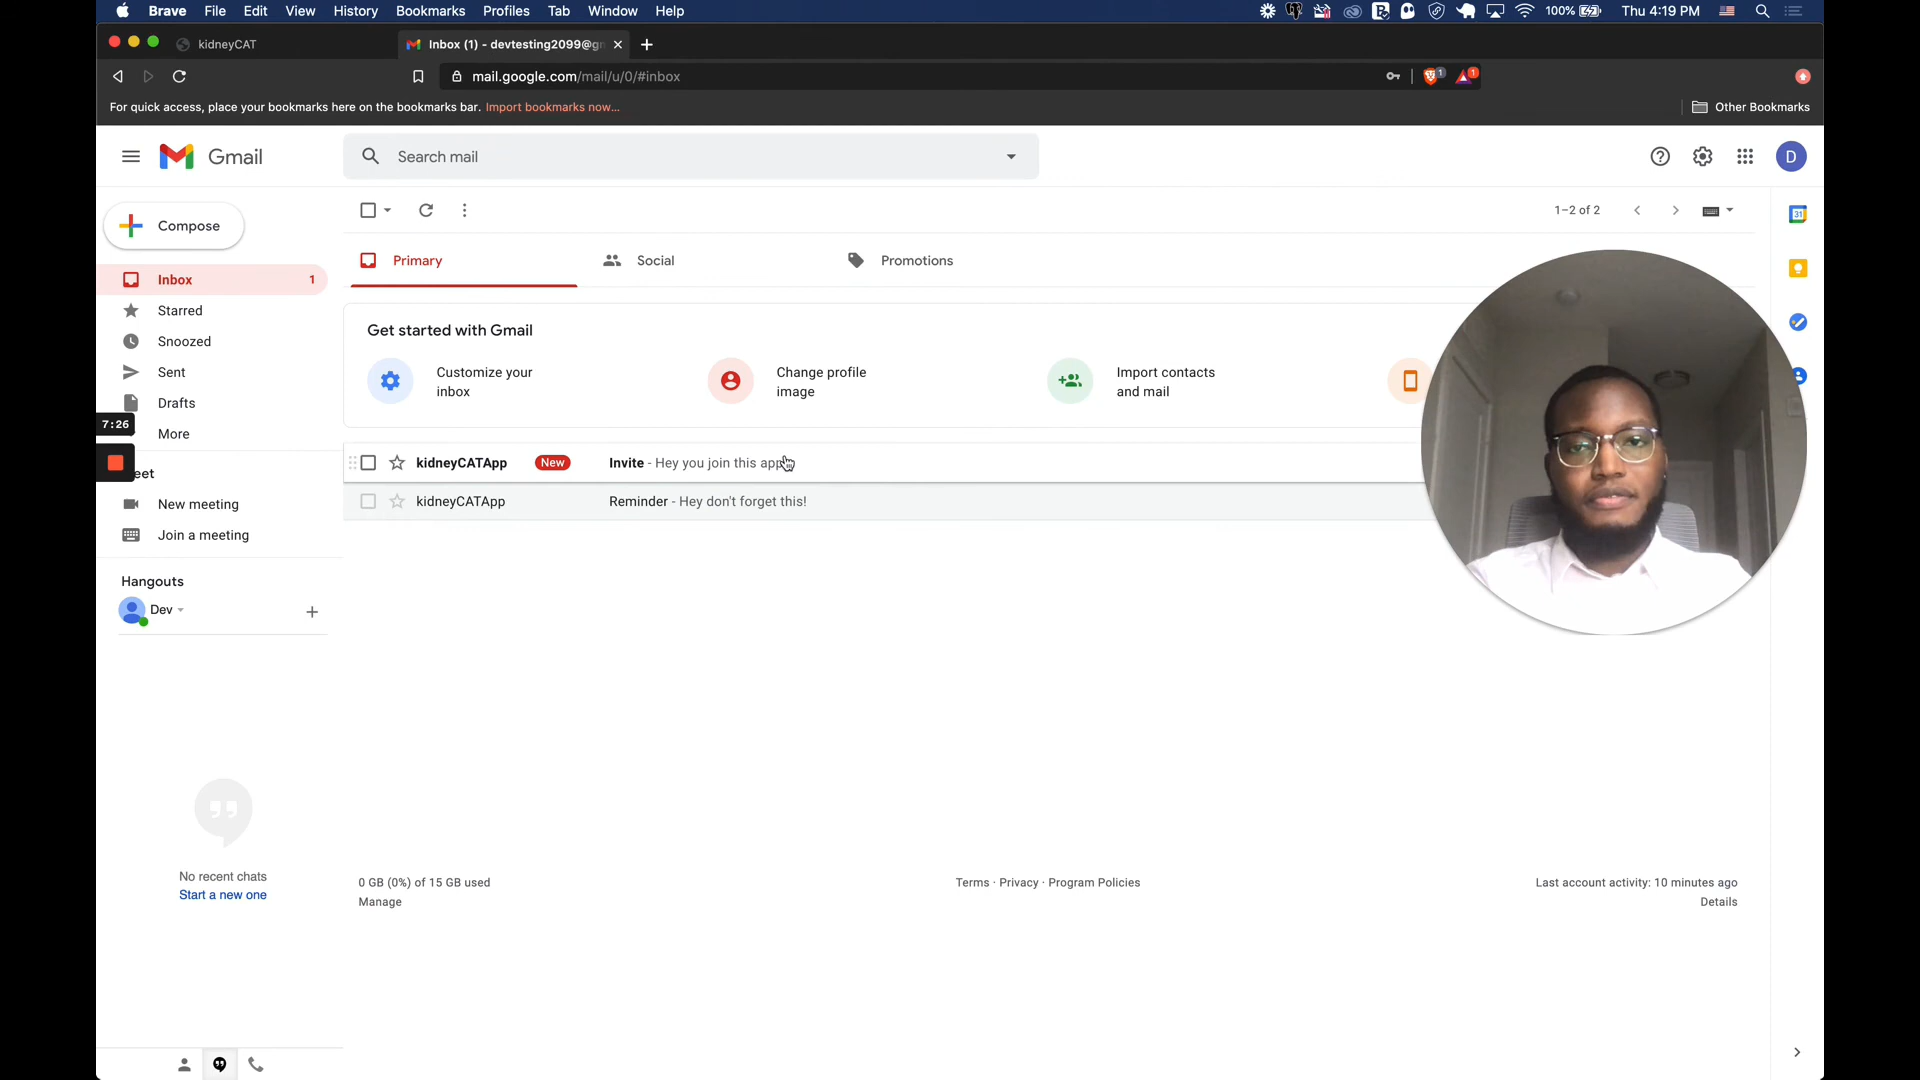 Brave File Edit View History Bookmarks Profiles Tab Window Help
100% Thu 4:19 PM
kidneyCAT
Inbox (1) - devtesting2099@g
mail.google.com/mail/u/0/#inbox
1
1
For quick access, place your bookmarks here on the bookmarks bar. Import bookmarks now...
Other Bookmarks
Gmail
Search mail
D
Compose
1–2 of 2
31
Primary
Social
Promotions
Inbox 1
Starred
Snoozed
Sent
Drafts
7:26
More
eet
New meeting
Join a meeting
Hangouts
Dev
Get started with Gmail
Customize your
inbox
Change profile
image
Import contacts
and mail
kidneyCATApp New Invite - Hey you join this app
kidneyCATApp Reminder - Hey don't forget this!
No recent chats
Start a new one
0 GB (0%) of 15 GB used
Manage
Terms · Privacy · Program Policies
Last account activity: 10 minutes ago
Details